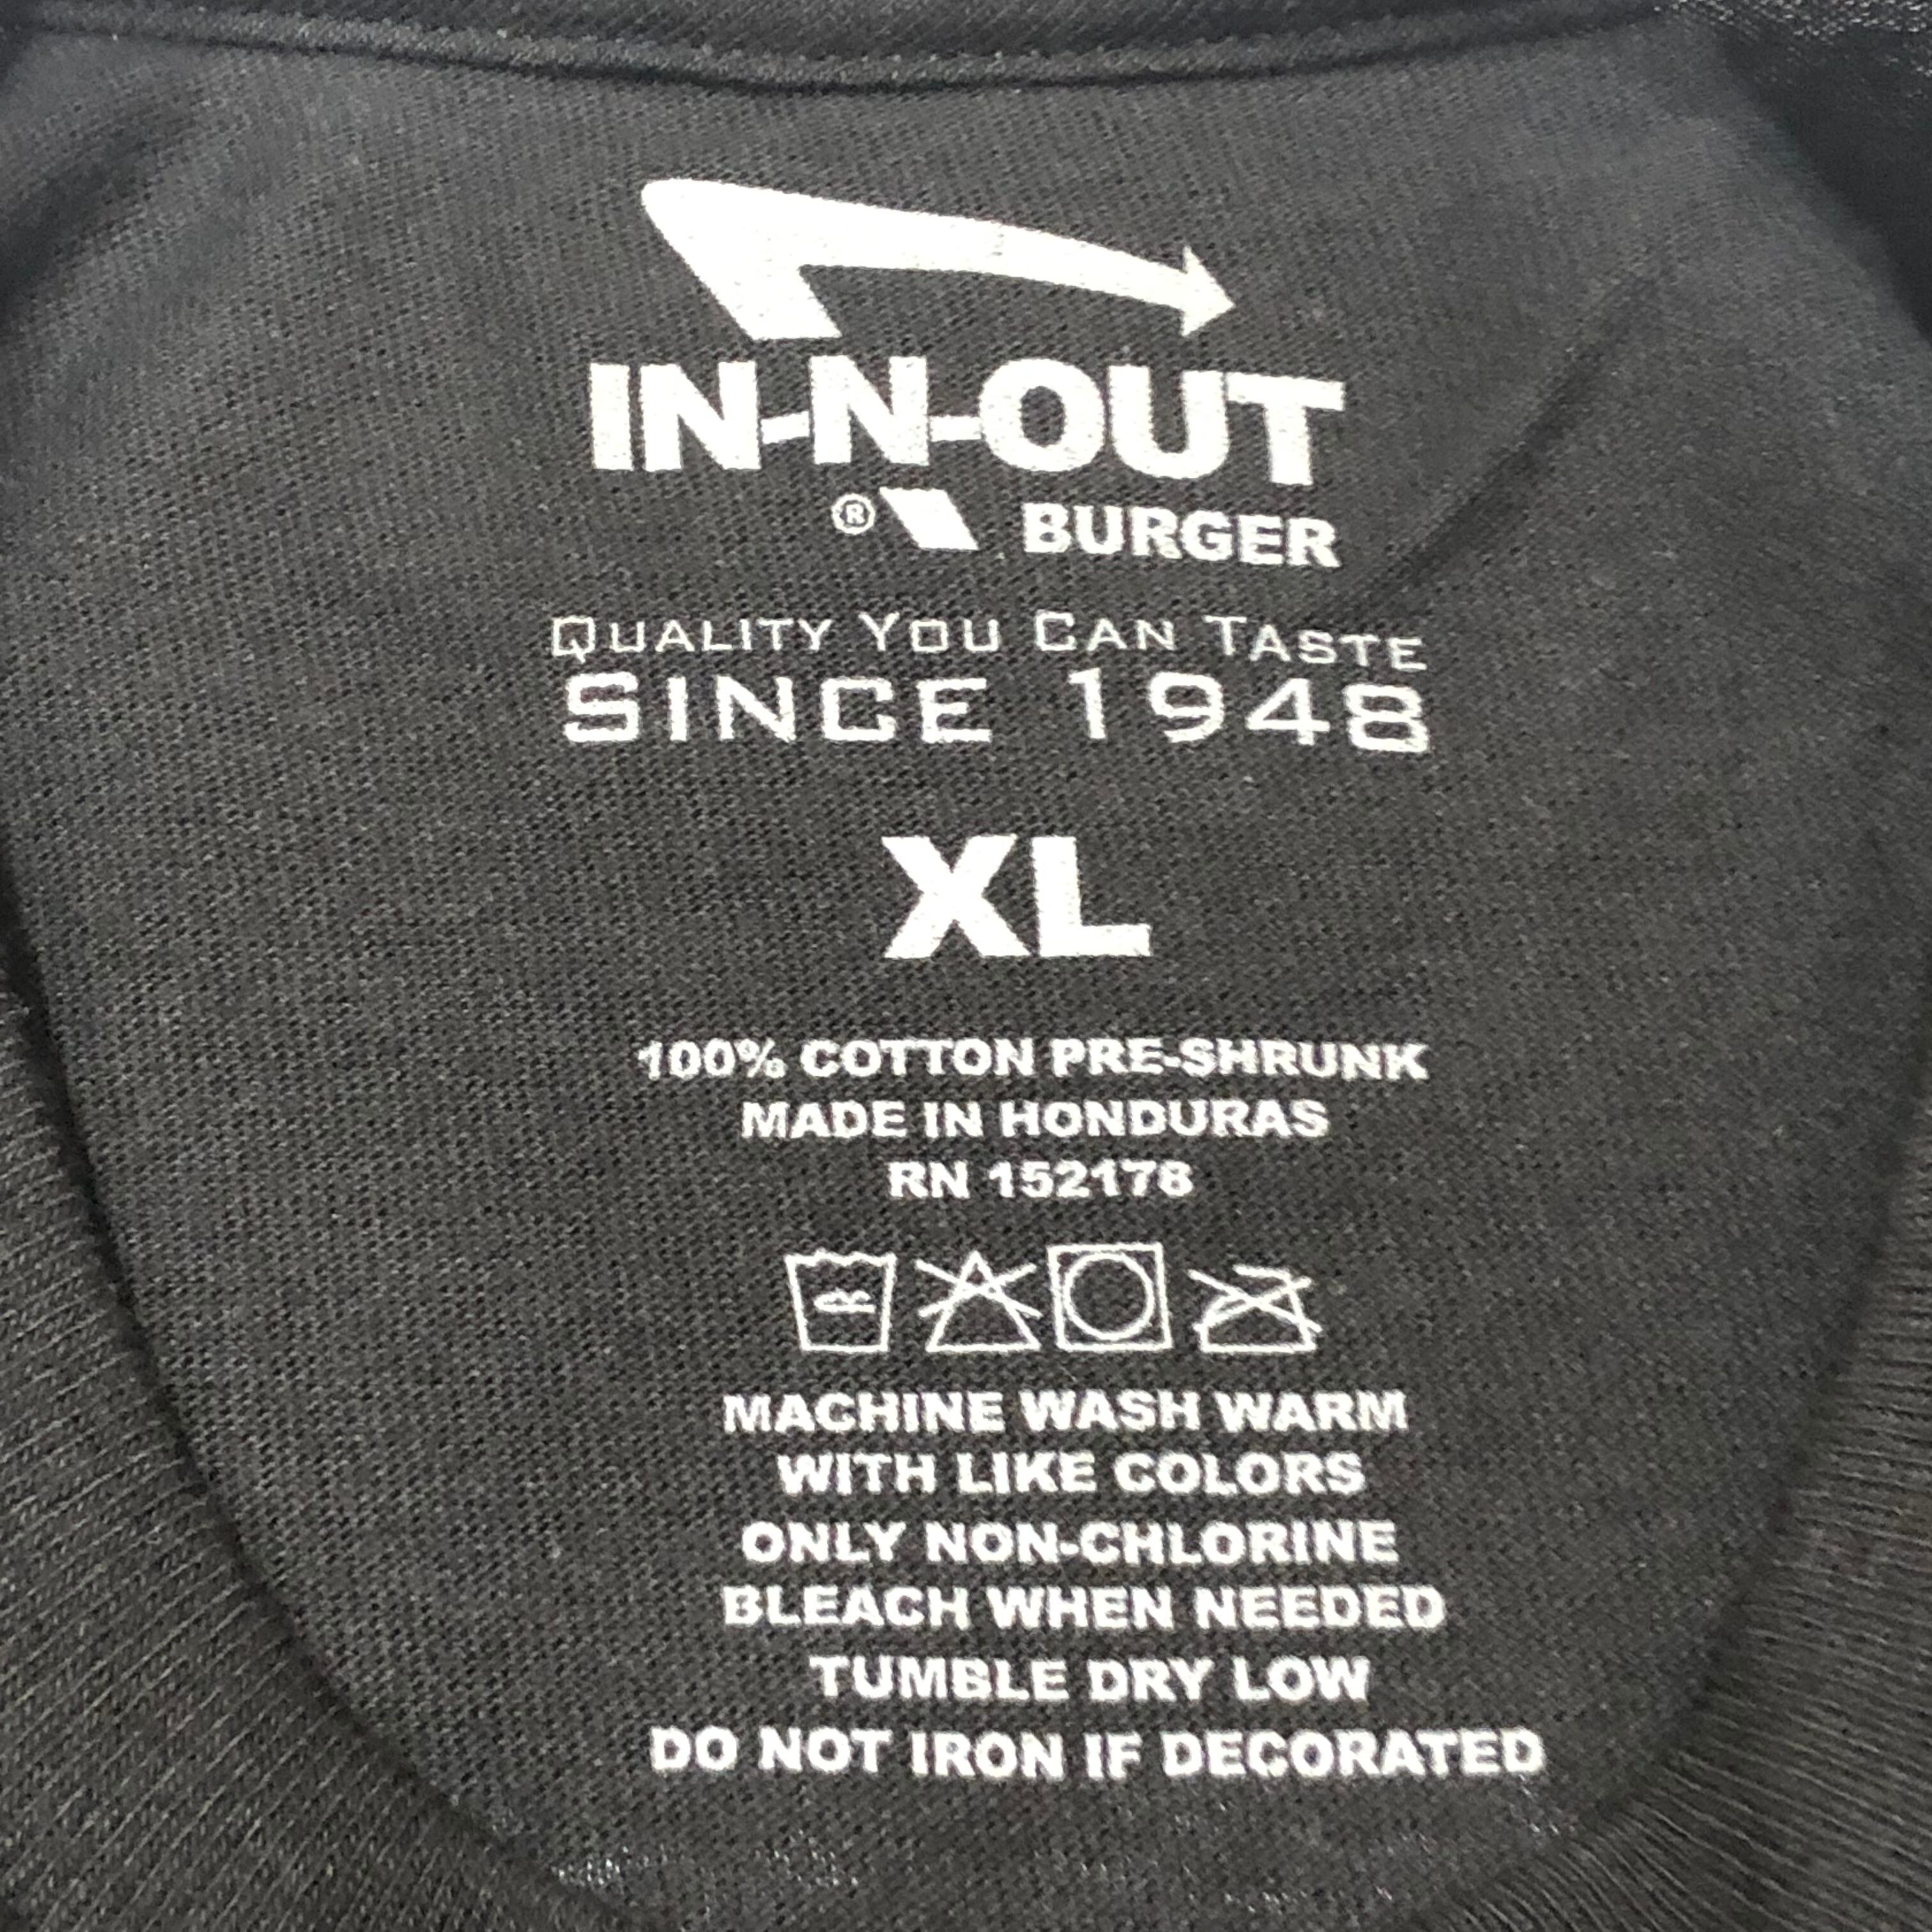 IN-N-OUT
® BURGER
QUALITY YOU CAN TASTE
SINCE 1948
XL
100% COTTON PRE-SHRUNK
MADE IN HONDURAS
RN 152178
MACHINE WASH WARM
WITH LIKE COLORS
ONLY NON-CHLORINE
BLEACH WHEN NEEDED
TUMBLE DRY LOW
DO NOT IRON IF DECORATED